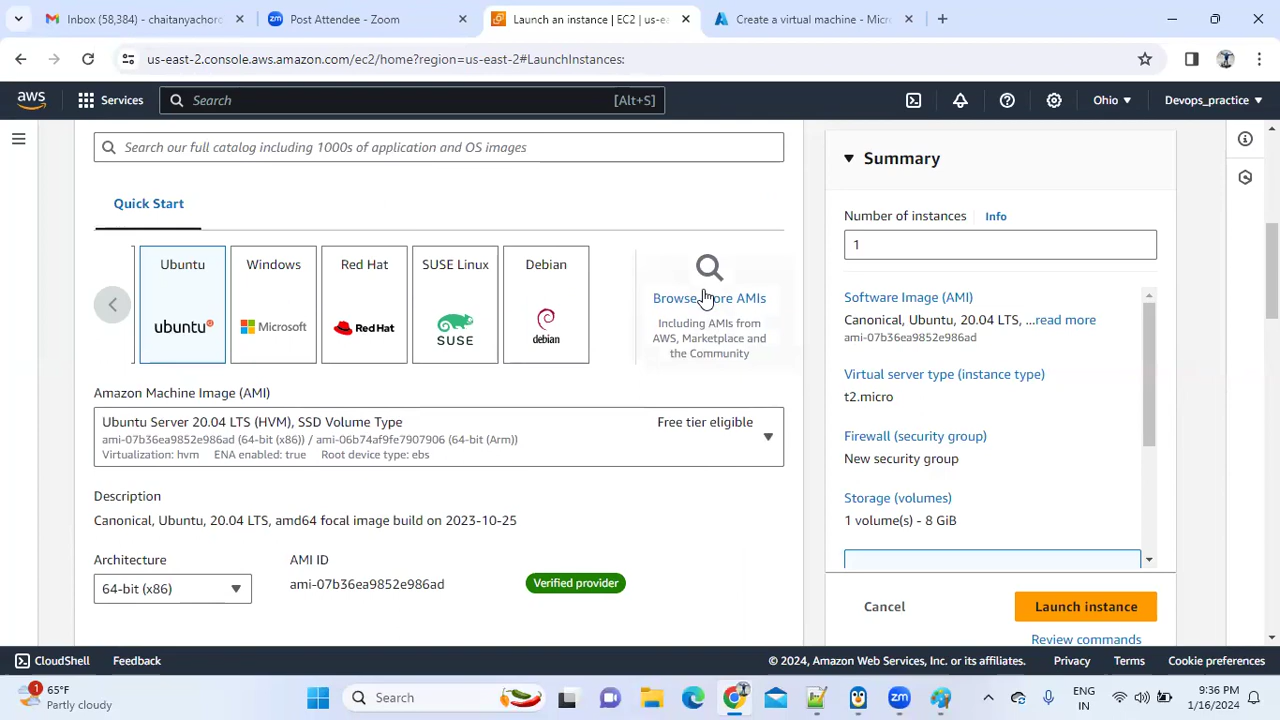 Inbox (58,384) - chaitanyachoro
Post Attendee - Zoom
Launch an instance | EC2 | us-ea
Create a virtual machine - Micro
us-east-2.console.aws.amazon.com/ec2/home?region=us-east-2#LaunchInstances:
aws
Services
Search
[Alt+S]
Ohio
Devops_practice
Search our full catalog including 1000s of application and OS images
Quick Start
Ubuntu
ubuntu
Windows
Microsoft
Red Hat
Red Hat
SUSE Linux
SUSE
Debian
debian
Browse more AMIs
Including AMIs from
AWS, Marketplace and
the Community
Amazon Machine Image (AMI)
Ubuntu Server 20.04 LTS (HVM), SSD Volume Type
Free tier eligible
ami-07b36ea9852e986ad (64-bit (x86)) / ami-06b74af9fe7907906 (64-bit (Arm))
Virtualization: hvm ENA enabled: true Root device type: ebs
Description
Canonical, Ubuntu, 20.04 LTS, amd64 focal image build on 2023-10-25
Architecture
64-bit (x86)
AMI ID
ami-07b36ea9852e986ad
Verified provider
Summary
Number of instances Info
1
Software Image (AMI)
Canonical, Ubuntu, 20.04 LTS, ...read more
ami-07b36ea9852e986ad
Virtual server type (instance type)
t2.micro
Firewall (security group)
New security group
Storage (volumes)
1 volume(s) - 8 GiB
Cancel
Launch instance
Review commands
CloudShell
Feedback
© 2024, Amazon Web Services, Inc. or its affiliates.
Privacy
Terms
Cookie preferences
1
65°F
Partly cloudy
Search
zm
ENG
IN
9:36 PM
1/16/2024